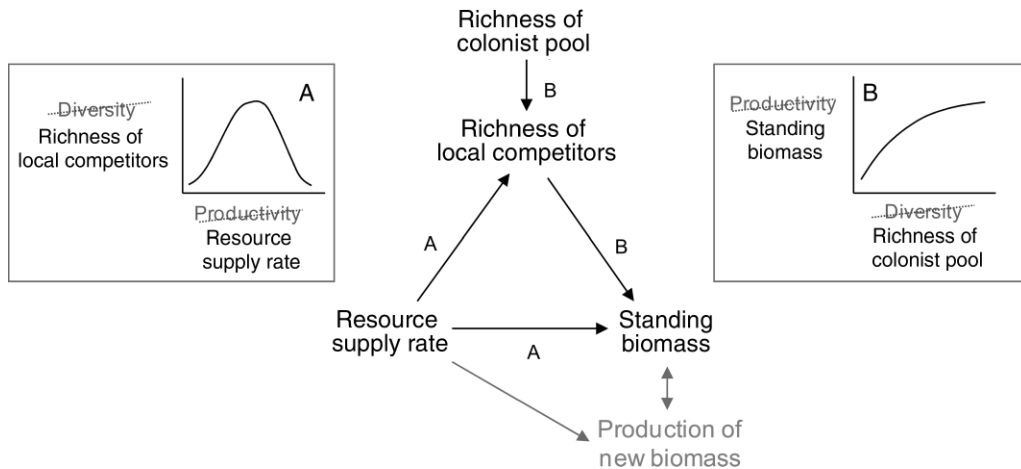 Richness of
colonist pool
B
Richness of
local competitors
A
Diversity
Richness of
local competitors
Productivity
Resource
supply rate
B
Productivity
Standing
biomass
Diversity
Richness of
colonist pool
A
B
Resource
supply rate
A
Standing
biomass
Production of
new biomass